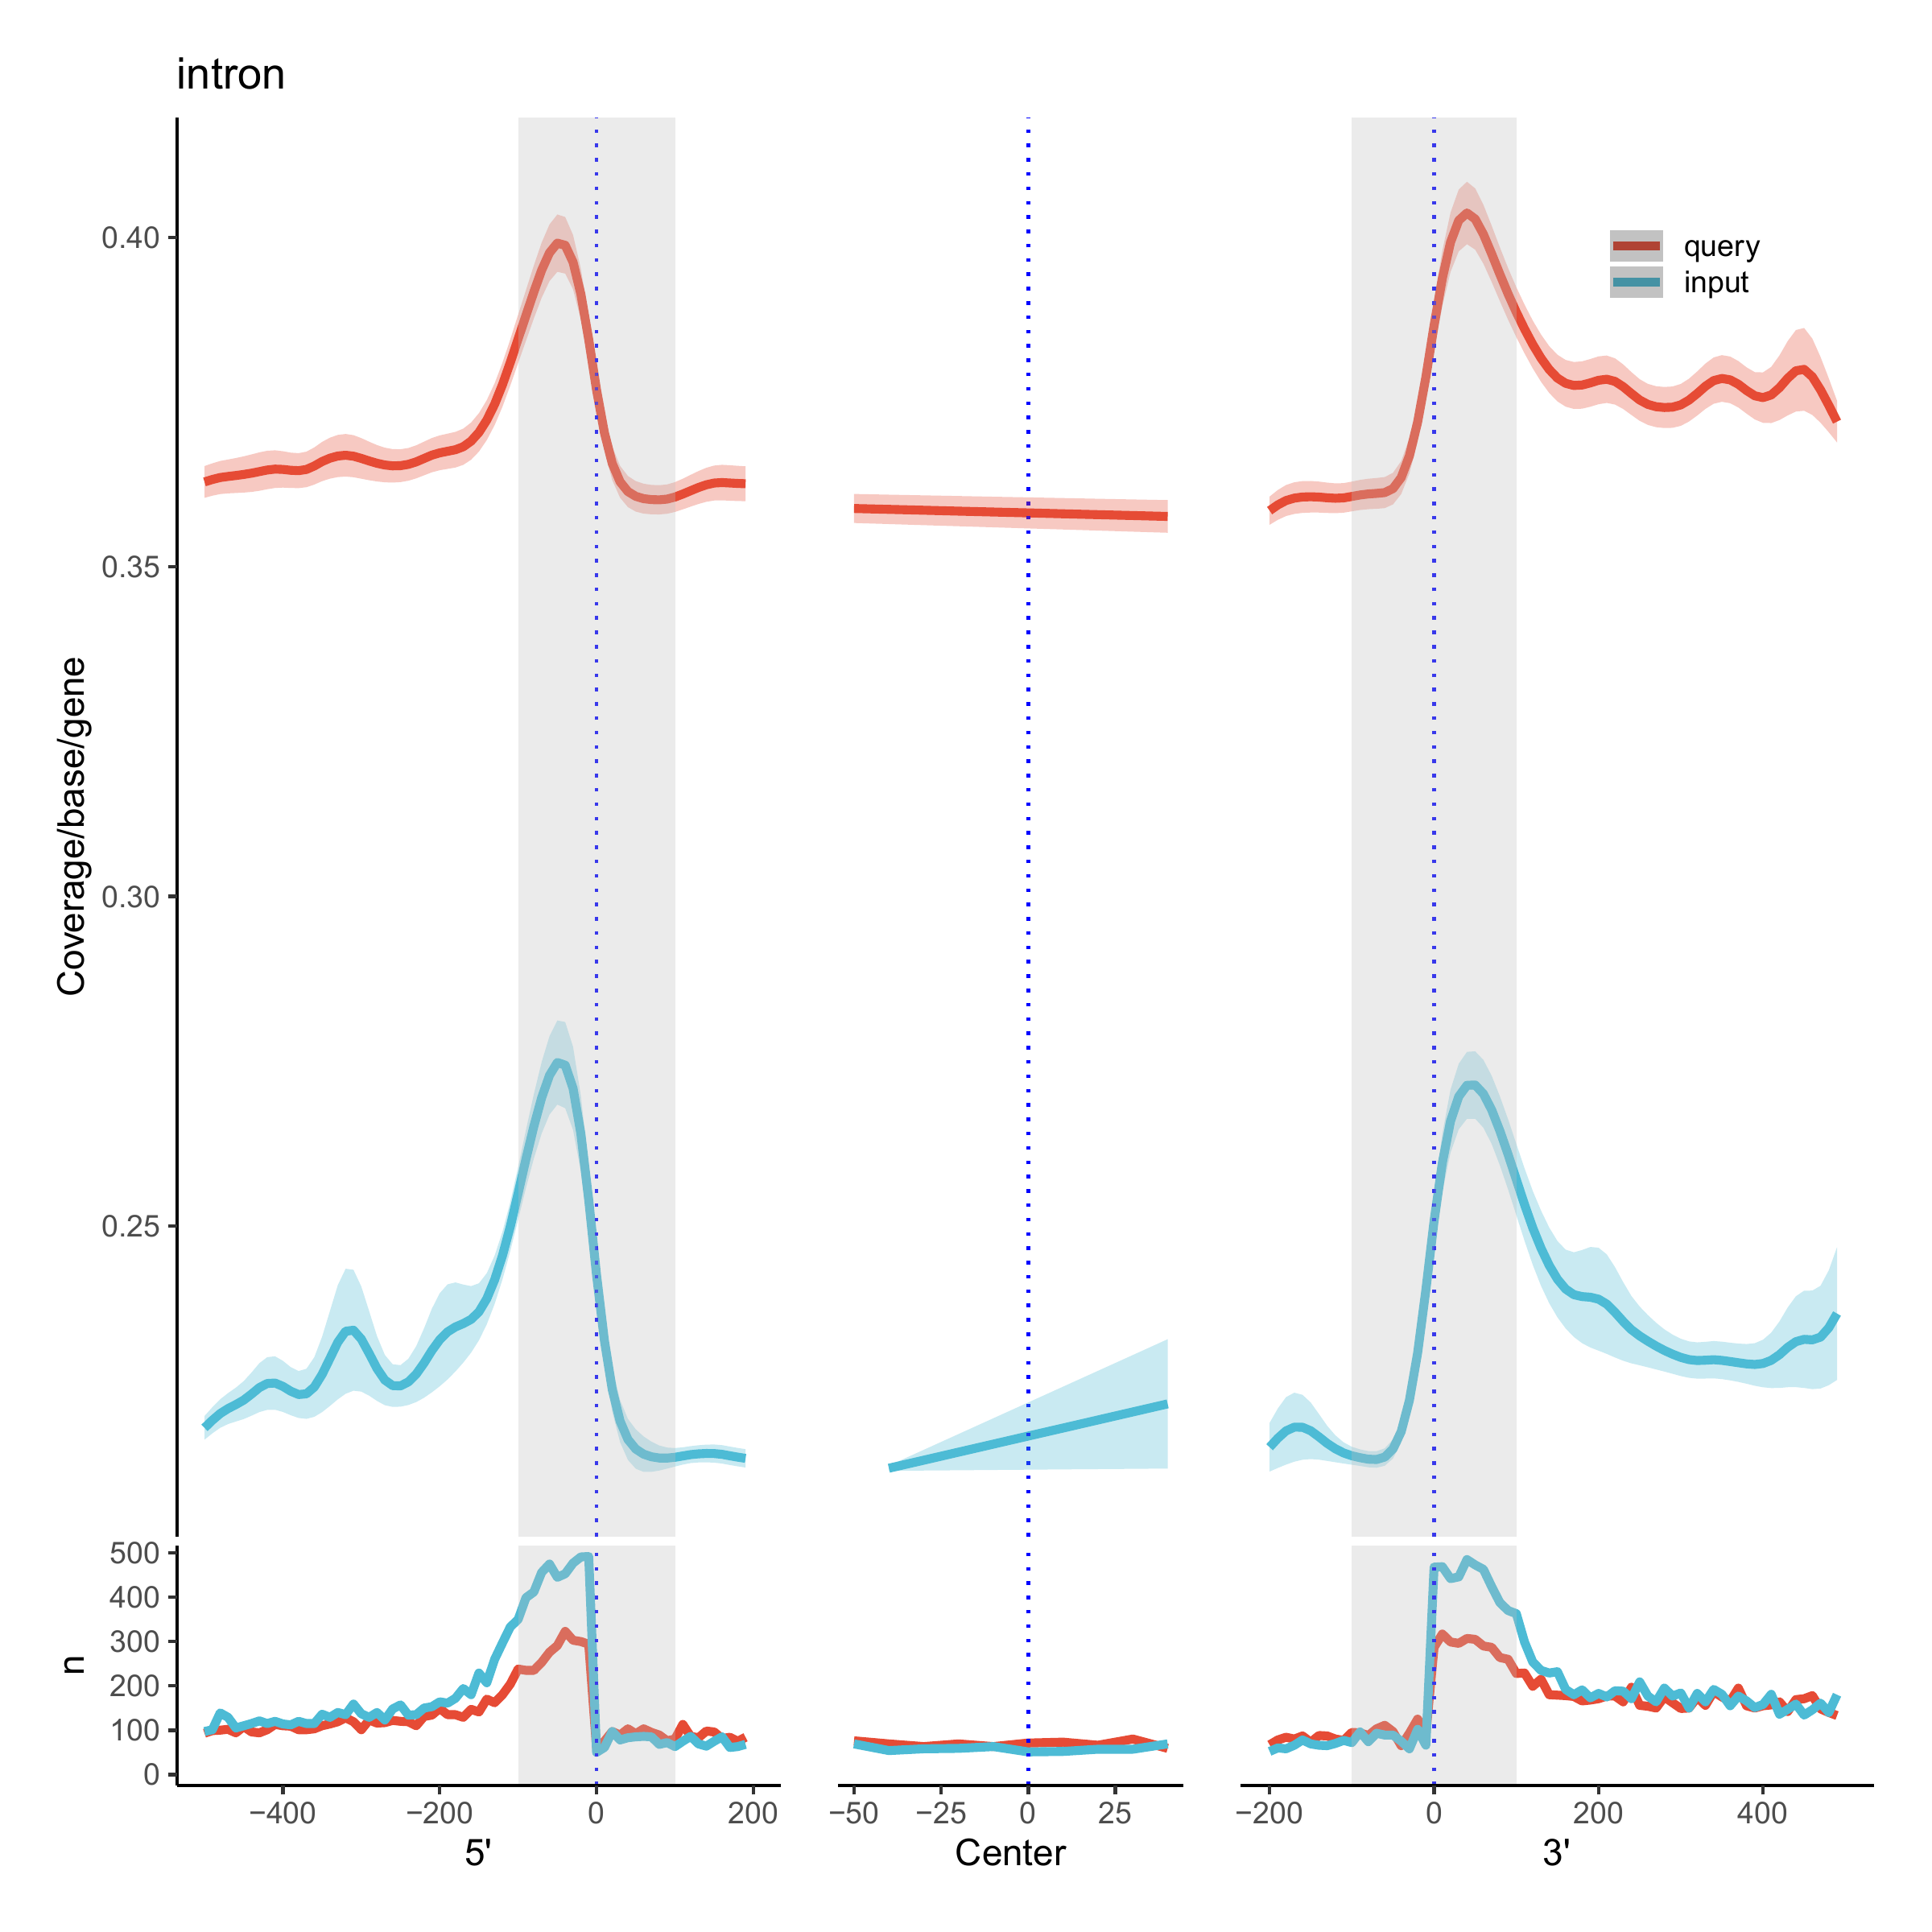 intron
0.40
0.35
0.30
0.25
Coverage/base/gene
query
input
500
400
300
200
100
0
n
−400 −200 0 200
−50 −25 0 25
−200 0 200 400
5' Center 3'